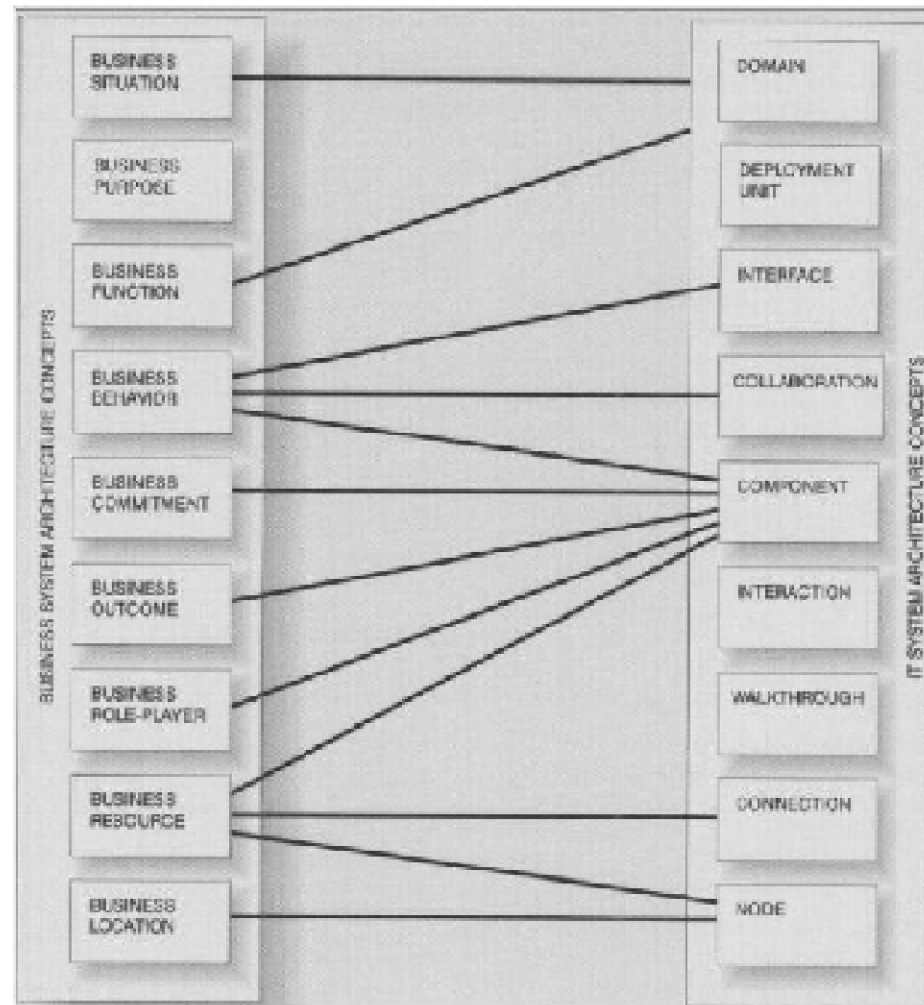 BUSINESS SYSTEM ARCHITECTURE CONCEPTS
BUSINESS
SITUATION
BUSINESS
PURPOSE
BUSINESS
FUNCTION
BUSINESS
BEHAVIOR
BUSINESS
COMMITMENT
BUSINESS
OUTCOME
BUSINESS
ROLE-PLAYER
BUSINESS
RESOURCE
BUSINESS
LOCATION
DOMAIN
DEPLOYMENT
UNIT
INTERFACE
COLLABORATION
COMPONENT
INTERACTION
WALKTHROUGH
CONNECTION
NODE
IT SYSTEM ARCHITECTURE CONCEPTS